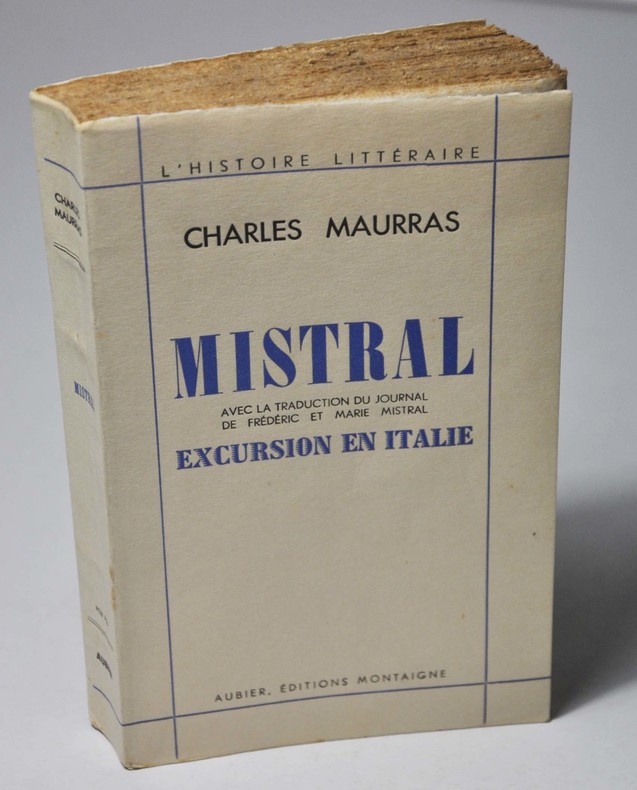 L'HISTOIRE LITTÉRAIRE
CHARLES MAURRAS
MISTRAL
AVEC LA TRADUCTION DU JOURNAL
DE FRÉDÉRIC ET MARIE MISTRAL
EXCURSION EN ITALIE
AUBIER, ÉDITIONS MONTAIGNE
CHARLES
MAURRAS
MISTRAL